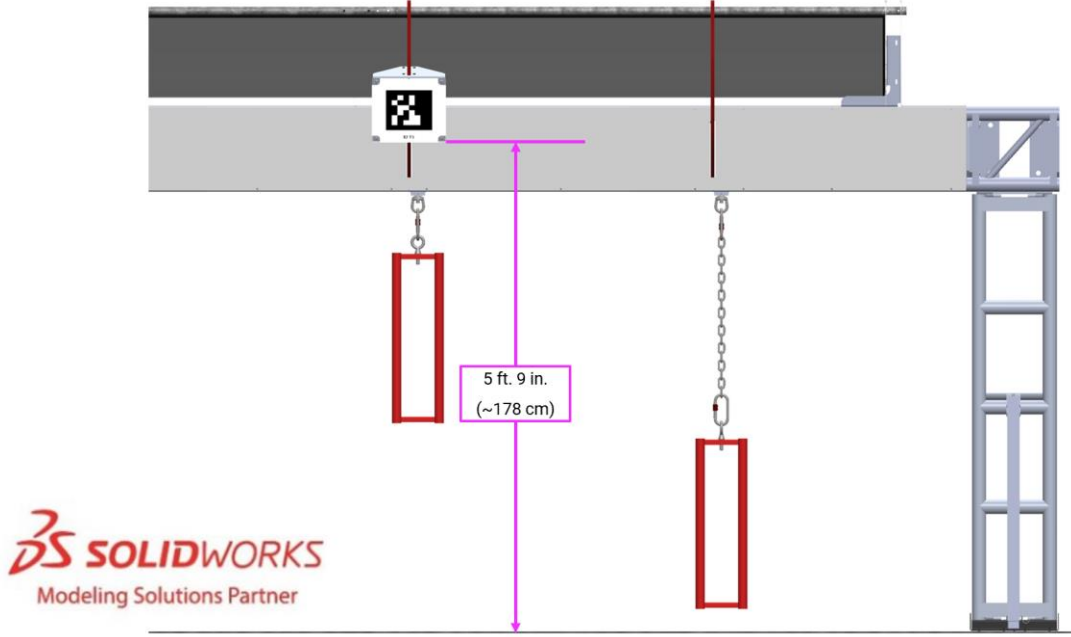 5 ft. 9 in.
(~178 cm)
SOLIDWORKS
Modeling Solutions Partner